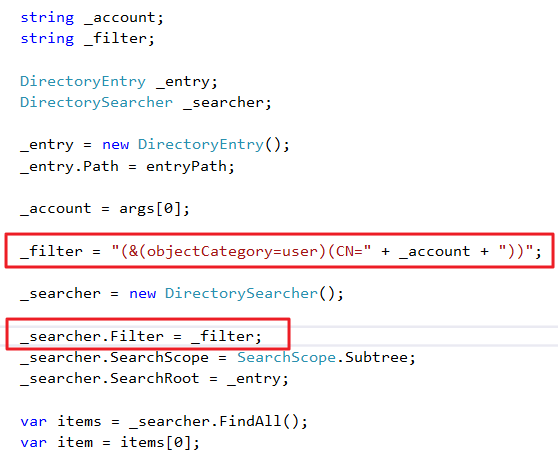 string _account;
string _filter;
DirectoryEntry _entry;
DirectorySearcher _searcher;
_entry = new DirectoryEntry();
_entry.Path = entryPath;
_account = args[0];
_filter = "(&(objectCategory=user)(CN=" + _account + "))";
_searcher = new DirectorySearcher();
_searcher.Filter = _filter;
_searcher.SearchScope = SearchScope.Subtree;
_searcher.SearchRoot = _entry;
var items = _searcher.FindAll();
var item = items[0];